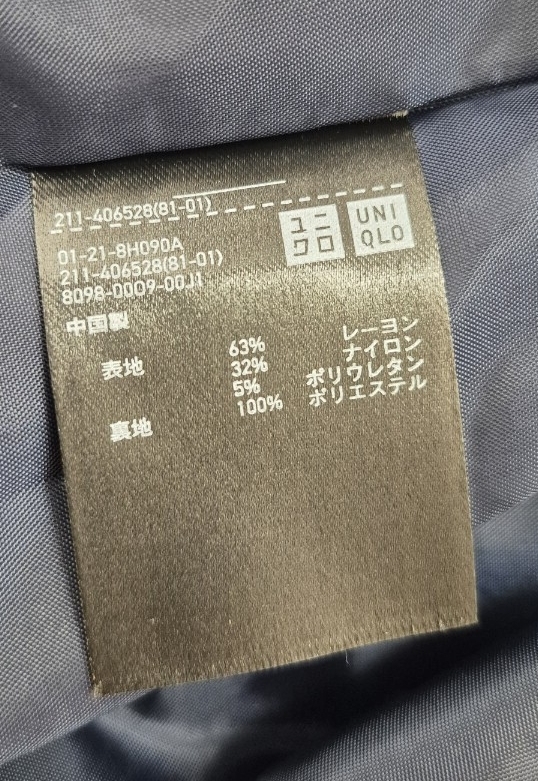 211-406528(81-01)
ユニ
クロ
UNI
QLO
01-21-8H090A
211-406528(81-01)
8098-0009-00J1
中国製
表地 63% レーヨン
32% ナイロン
5% ポリウレタン
裏地 100% ポリエステル